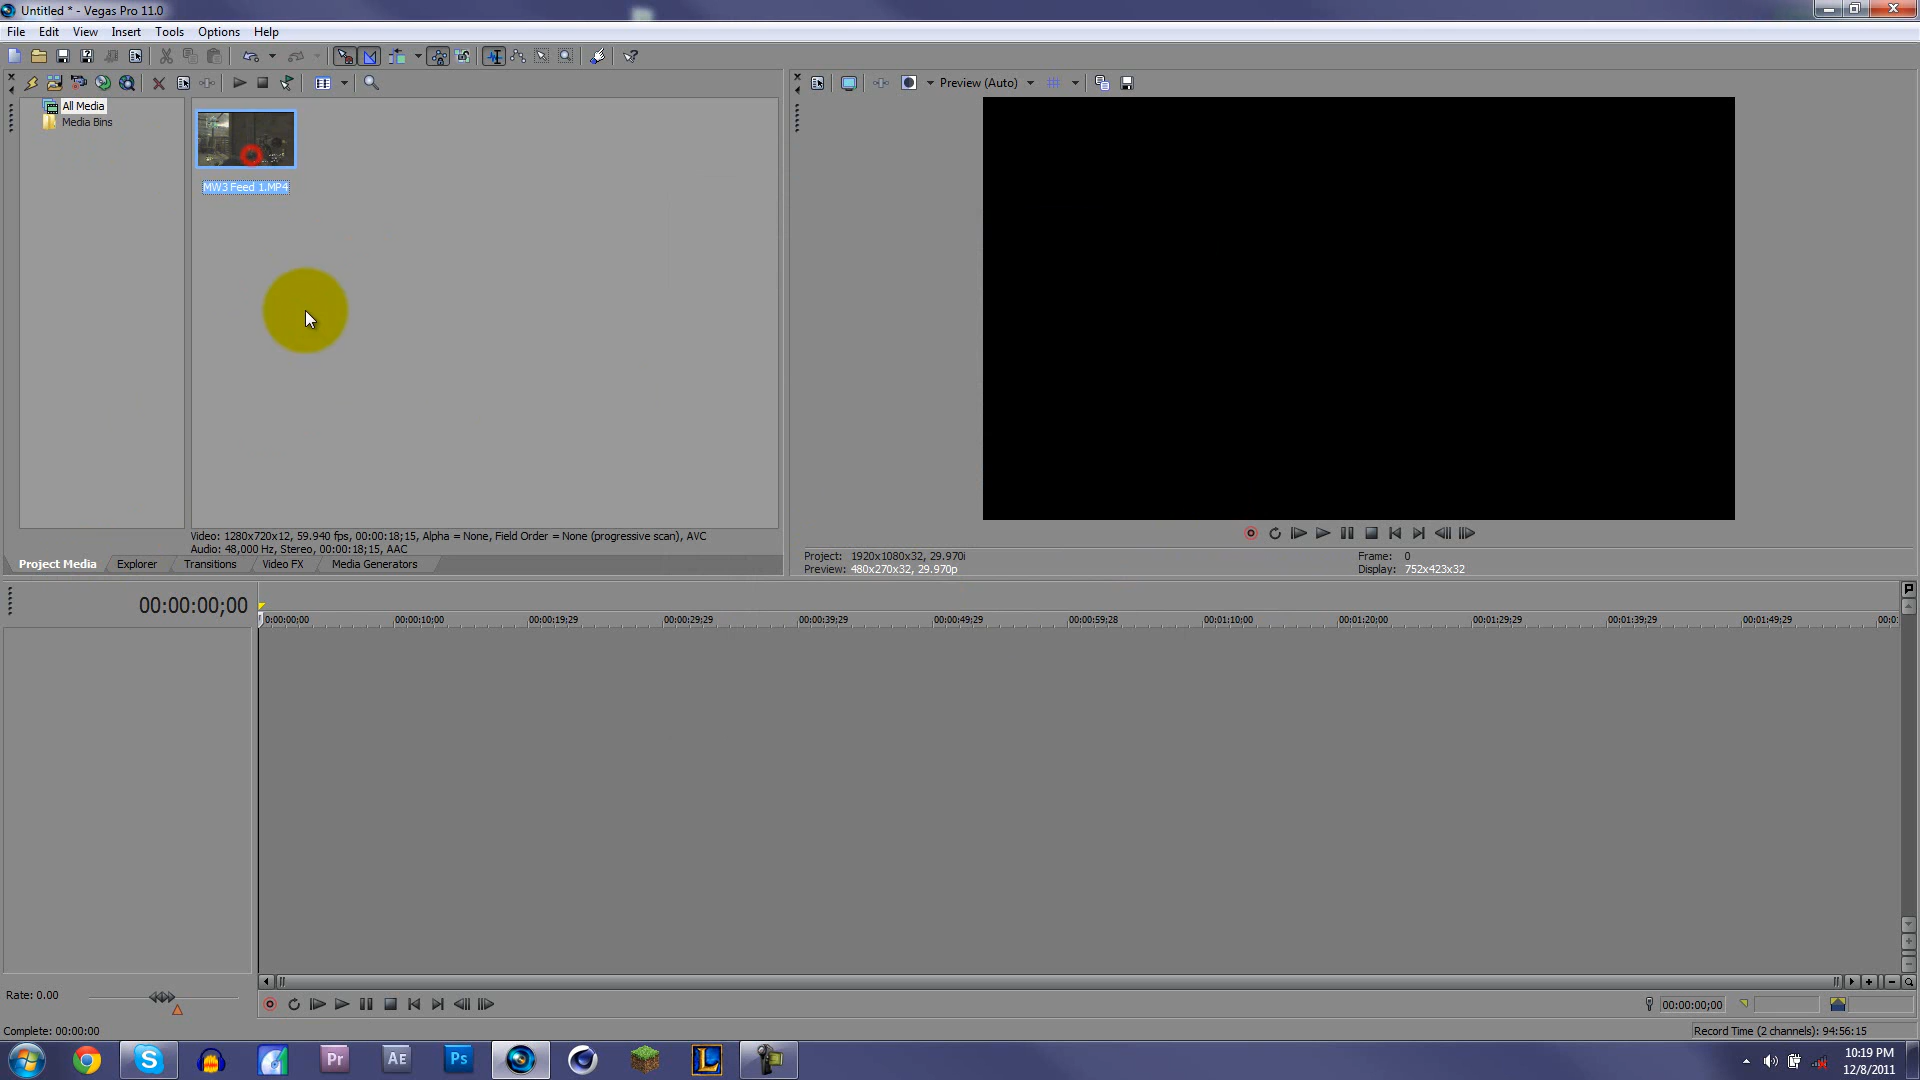 Untitled * - Vegas Pro 11.0
File Edit View Insert Tools Options Help
Preview (Auto)
All Media
Media Bins
MW3 Feed 1.MP4
Video: 1280x720x12, 59.940 fps, 00:00:18;15, Alpha = None, Field Order = None (progressive scan), AVC
Audio: 48,000 Hz, Stereo, 00:00:18;15, AAC
Project Media Explorer Transitions Video FX Media Generators
Project: 1920x1080x32, 29.970i
Preview: 480x270x32, 29.970p
Frame: 0
Display: 752x423x32
00:00:00;00
0:00:00;00 00:00:10;00 00:00:19;29 00:00:29;29 00:00:39;29 00:00:49;29 00:00:59;28 00:01:10;00 00:01:20;00 00:01:29;29 00:01:39;29 00:01:49;29 00:0
Rate: 0.00
00:00:00;00
Complete: 00:00:00
Record Time (2 channels): 94:56:15
S
Pr
AE
Ps
L
10:19 PM
12/8/2011